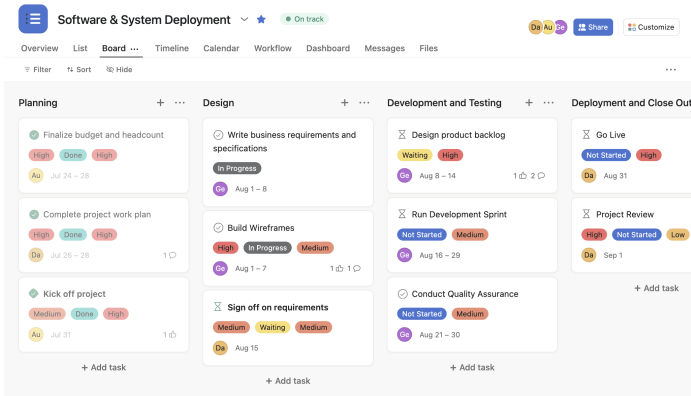 Software & System Deployment
On track
Da Au Ge
Share
Customize
Overview List Board ... Timeline Calendar Workflow Dashboard Messages Files
Filter Sort Hide
...
Planning + ...
Finalize budget and headcount
High Done High
Au Jul 24 – 28
Complete project work plan
High Done High
Da Jul 26 – 28 1
Kick off project
Medium Done High
Au Jul 31 1
+ Add task
Design + ...
Write business requirements and
specifications
In Progress
Ge Aug 1 – 8
Build Wireframes
High In Progress Medium
Ge Aug 1 – 7 1 1
Sign off on requirements
Medium Waiting Medium
Da Aug 15
+ Add task
Development and Testing + ...
Design product backlog
Waiting High
Ge Aug 8 – 14 1 2
Run Development Sprint
Not Started Medium
Ge Aug 16 – 29
Conduct Quality Assurance
Not Started Medium
Ge Aug 21 – 30
+ Add task
Deployment and Close Out
Go Live
Not Started High
Da Aug 31
Project Review
High Not Started Low
Da Sep 1
+ Add task